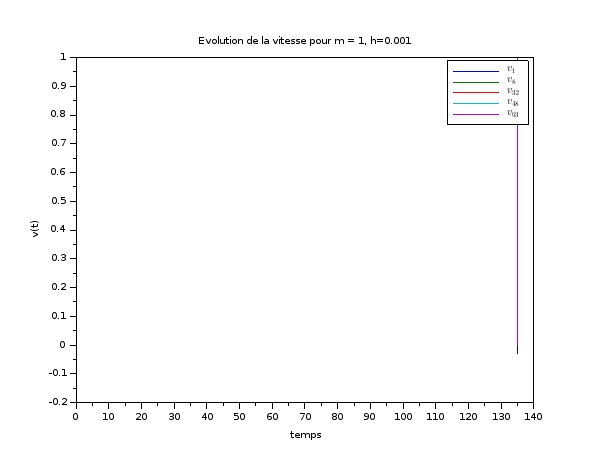 Evolution de la vitesse pour m = 1, h=0.001
v1
v8
v32
v48
v63
1
0.9
0.8
0.7
0.6
0.5
0.4
0.3
0.2
0.1
0
-0.1
-0.2
v(t)
0 10 20 30 40 50 60 70 80 90 100 110 120 130 140
temps